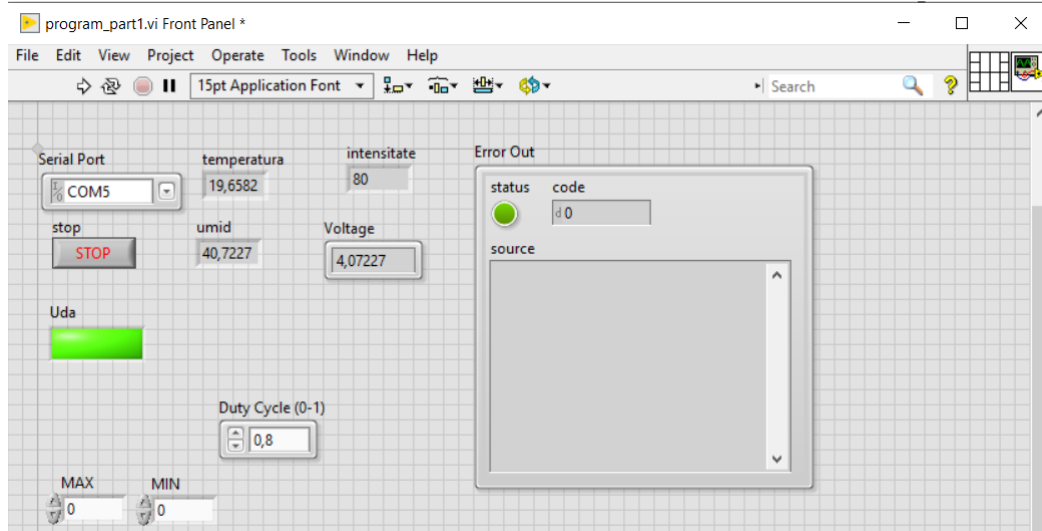 program_part1.vi Front Panel *
File Edit View Project Operate Tools Window Help
15pt Application Font
Search
Serial Port
temperatura
intensitate
Error Out
COM5
19,6582
80
status
code
d 0
stop
umid
Voltage
STOP
40,7227
4,07227
source
Uda
Duty Cycle (0-1)
0,8
MAX
MIN
0
0